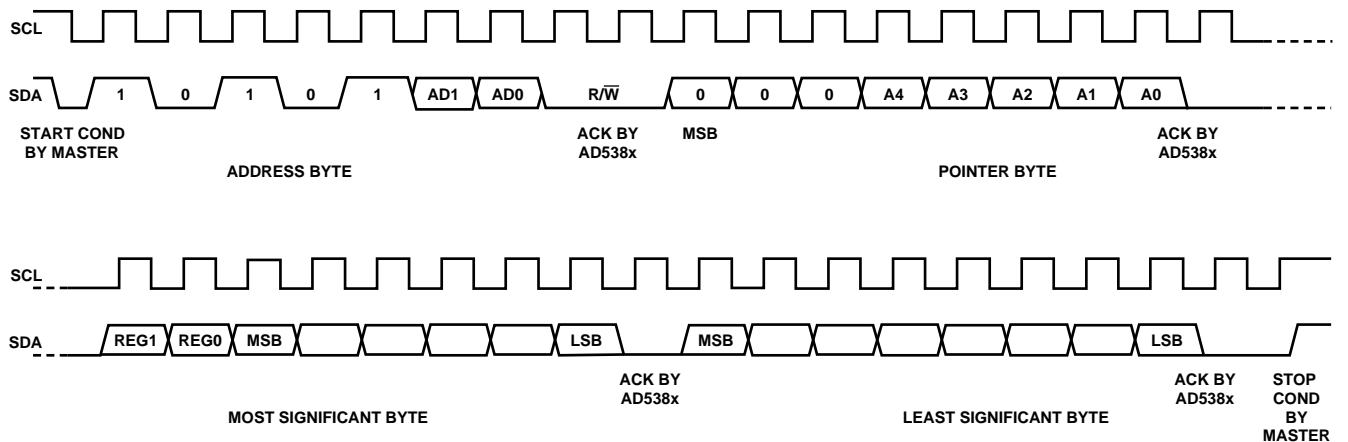 SCL
SDA 1 0 1 0 1 AD1 AD0 R/W̅ 0 0 0 A4 A3 A2 A1 A0
START COND ACK BY MSB ACK BY
BY MASTER AD538x AD538x
ADDRESS BYTE POINTER BYTE
SCL
SDA REG1 REG0 MSB LSB MSB LSB
ACK BY ACK BY STOP
AD538x AD538x COND
MOST SIGNIFICANT BYTE LEAST SIGNIFICANT BYTE BY
MASTER